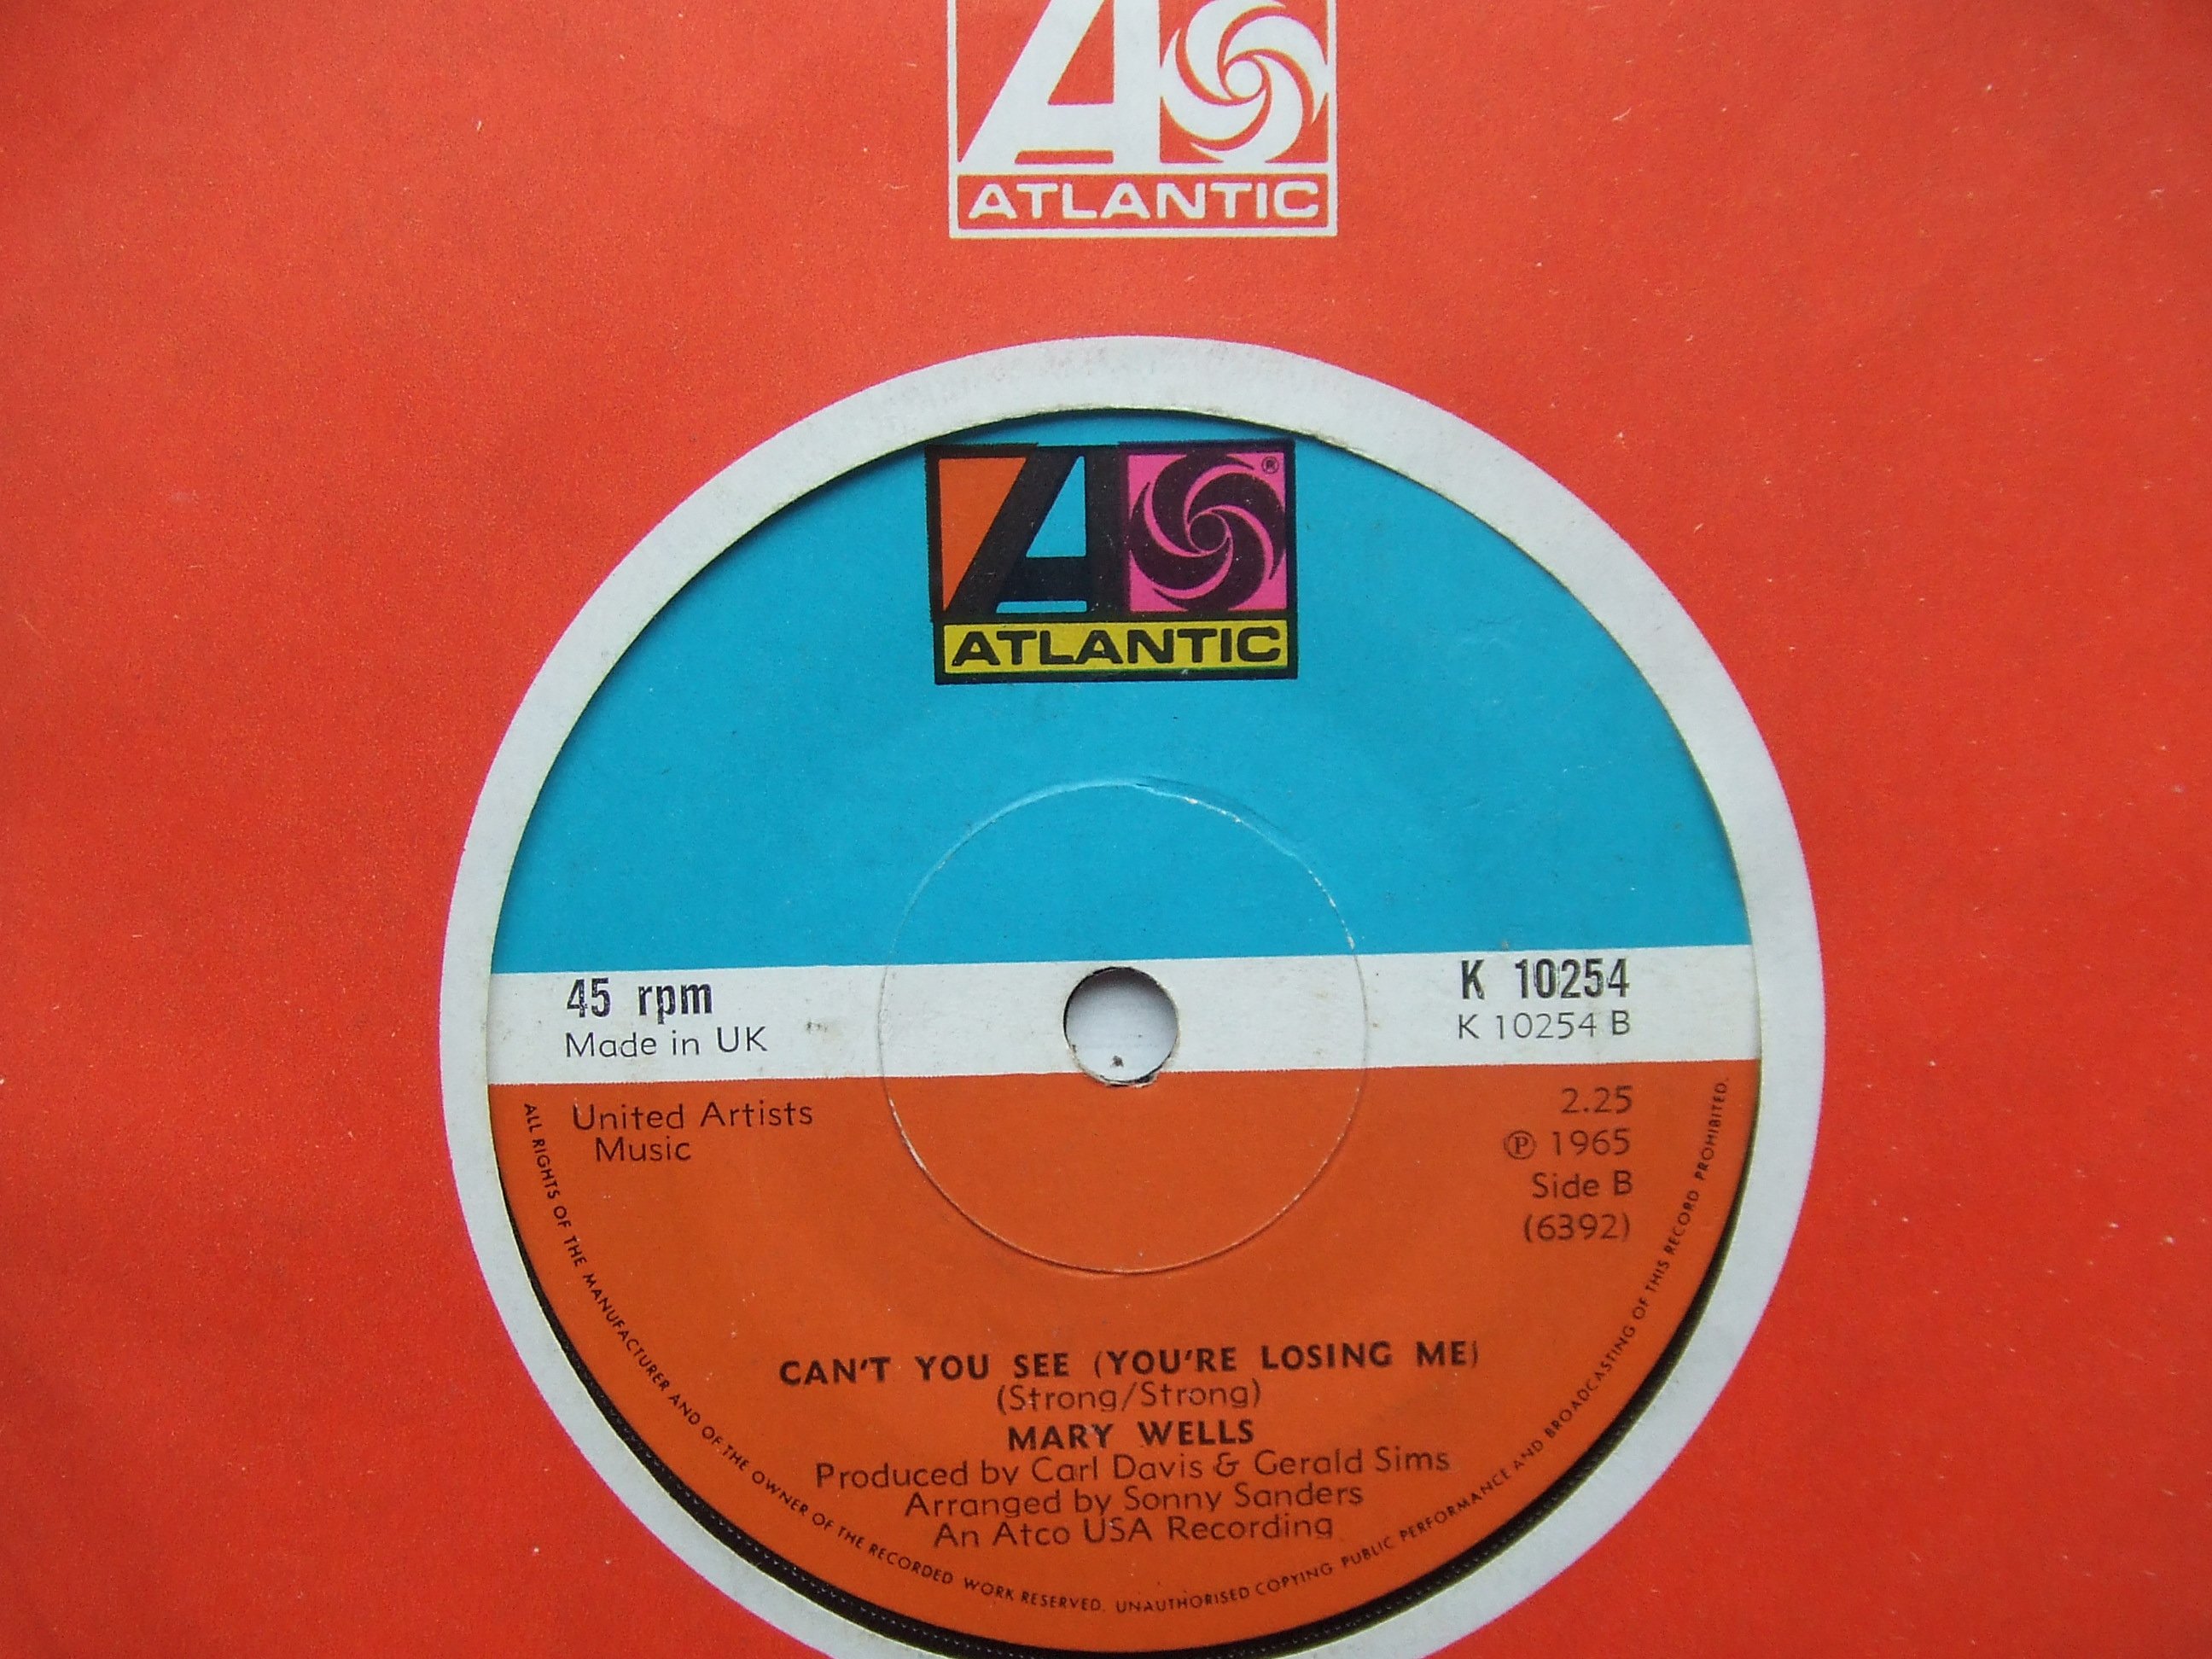 ATLANTIC
®
ATLANTIC
45 rpm
Made in UK
K 10254
K 10254 B
United Artists
Music
2.25
Ⓟ 1965
Side B
(6392)
CAN'T YOU SEE (YOU'RE LOSING ME)
(Strong/Strong)
MARY WELLS
Produced by Carl Davis & Gerald Sims
Arranged by Sonny Sanders
An Atco USA Recording
ALL RIGHTS OF THE MANUFACTURER AND OF THE OWNER OF THE RECORDED WORK RESERVED. UNAUTHORISED COPYING PUBLIC PERFORMANCE AND BROADCASTING OF THIS RECORD PROHIBITED.